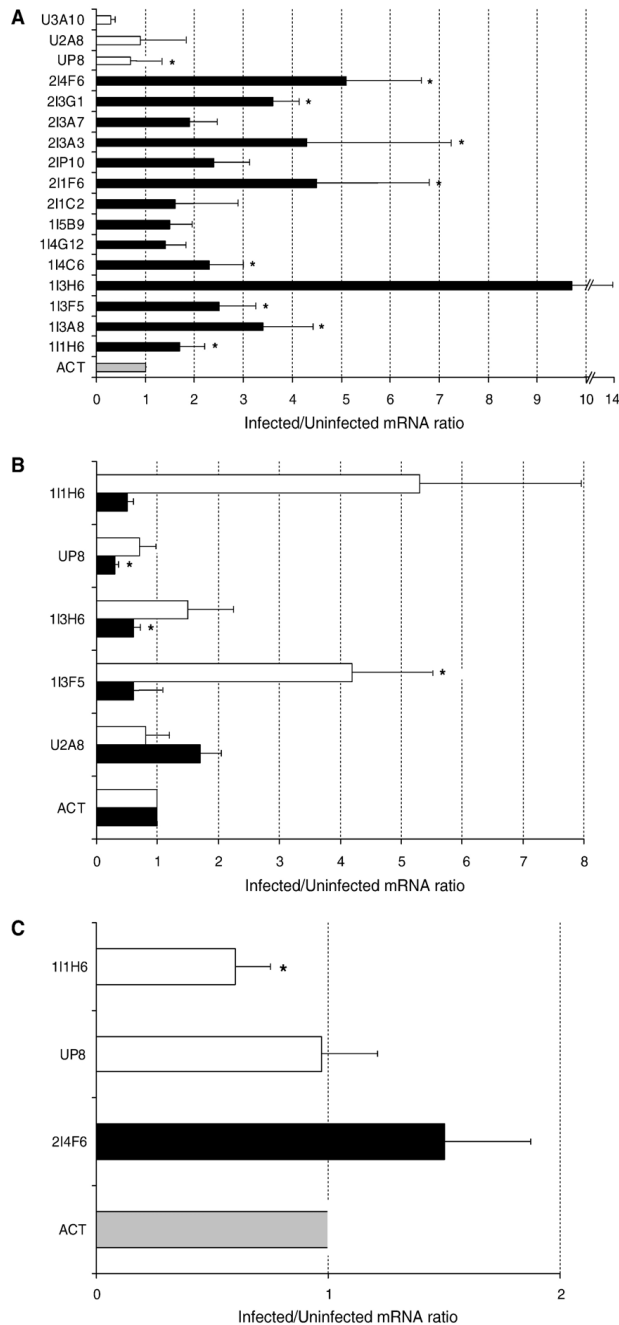 A
U3A10
U2A8
UP8 *
2I4F6 *
2I3G1 *
2I3A7
2I3A3 *
2IP10
2I1F6 *
2I1C2
1I5B9
1I4G12
1I4C6 *
1I3H6
1I3F5 *
1I3A8 *
1I1H6 *
ACT
0 1 2 3 4 5 6 7 8 9 10 14
Infected/Uninfected mRNA ratio
B
1I1H6
UP8 *
1I3H6 *
1I3F5 *
U2A8
ACT
0 1 2 3 4 5 6 7 8
Infected/Uninfected mRNA ratio
C
1I1H6 *
UP8
2I4F6
ACT
0 1 2
Infected/Uninfected mRNA ratio